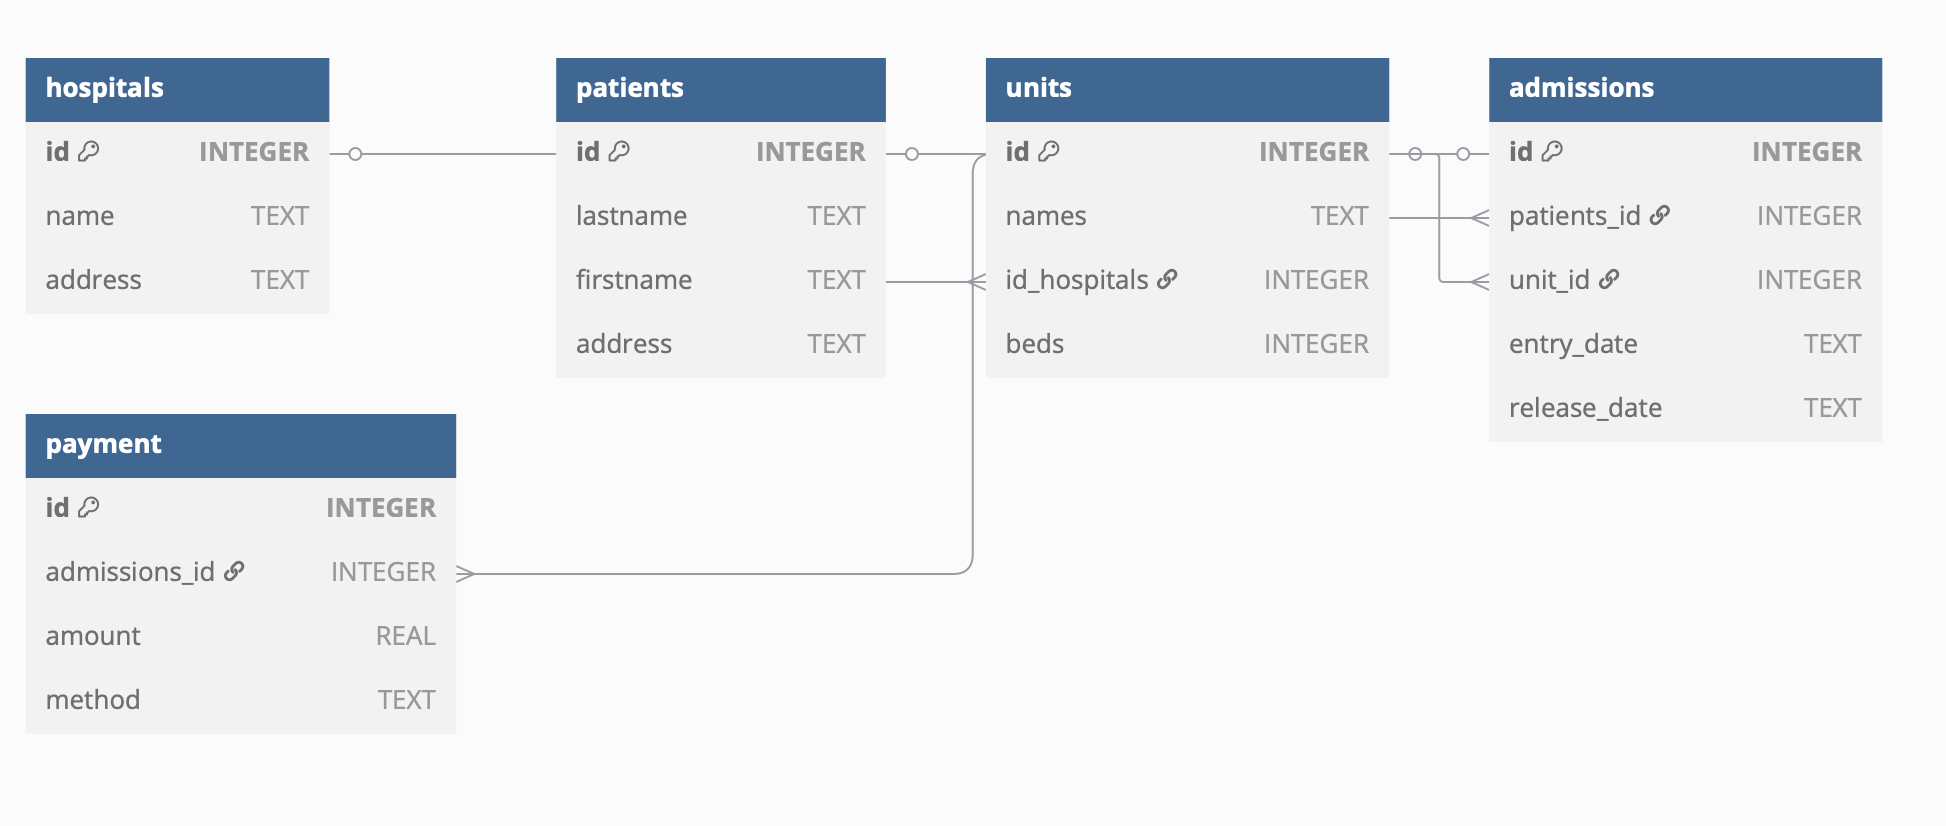 hospitals
id INTEGER
name TEXT
address TEXT
patients
id INTEGER
lastname TEXT
firstname TEXT
address TEXT
units
id INTEGER
names TEXT
id_hospitals INTEGER
beds INTEGER
admissions
id INTEGER
patients_id INTEGER
unit_id INTEGER
entry_date TEXT
release_date TEXT
payment
id INTEGER
admissions_id INTEGER
amount REAL
method TEXT